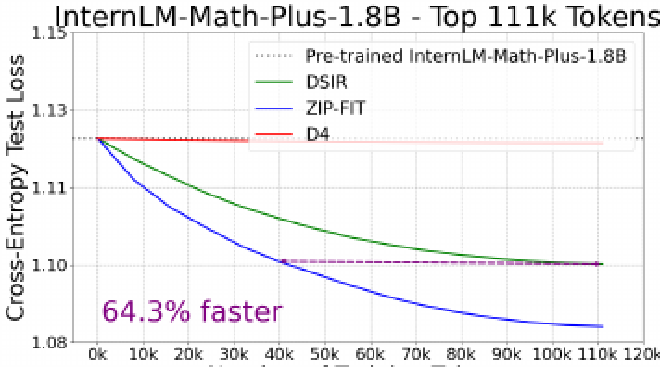 InternLM-Math-Plus-1.8B - Top 111k Tokens
Cross-Entropy Test Loss
1.15
1.13
1.11
1.10
1.08
Pre-trained InternLM-Math-Plus-1.8B
DSIR
ZIP-FIT
D4
64.3% faster
0k 10k 20k 30k 40k 50k 60k 70k 80k 90k 100k 110k 120k